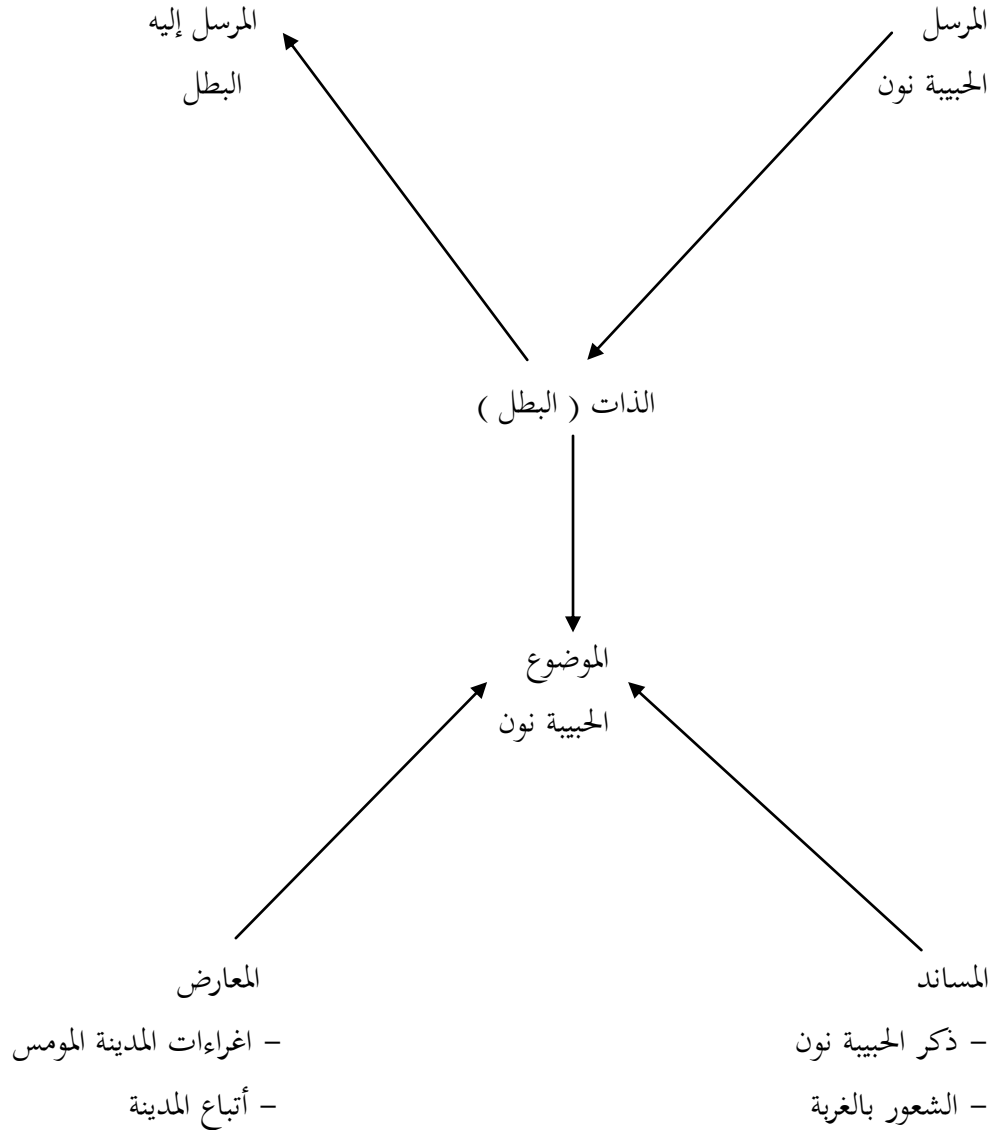 المرسل
الحبيبة نون
المرسل إليه
البطل
الذات ( البطل )
الموضوع
الحبيبة نون
المساند
– ذكر الحبيبة نون
– الشعور بالغربة
المعارض
– اغراءات المدينة المومس
– أتباع المدينة